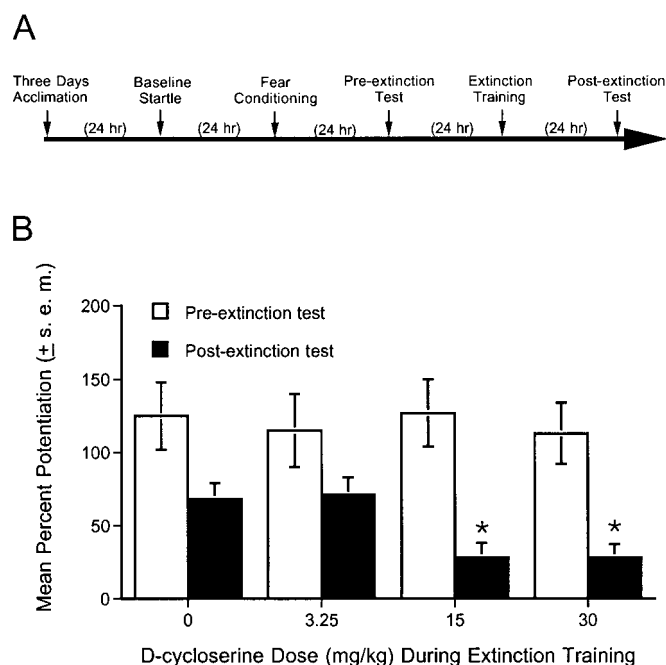 A
Three Days Baseline Fear Pre-extinction Extinction Post-extinction
Acclimation Startle Conditioning Test Training Test
(24 hr) (24 hr) (24 hr) (24 hr) (24 hr)
B
Mean Percent Potentiation (± s. e. m.)
200
150
100
50
0
Pre-extinction test
Post-extinction test
* *
0 3.25 15 30
D-cycloserine Dose (mg/kg) During Extinction Training